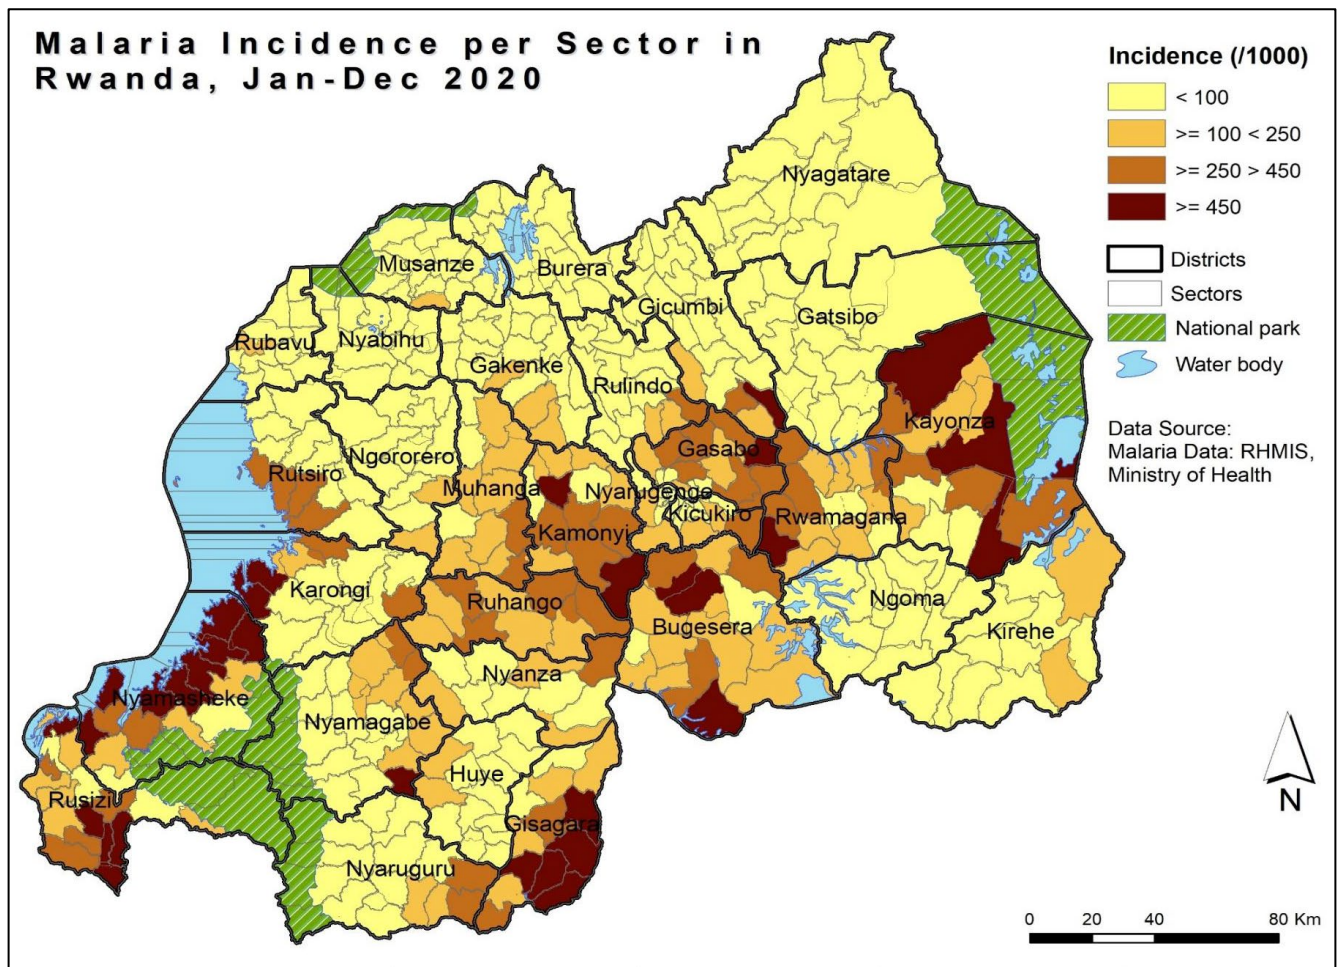 Malaria Incidence per Sector in
Rwanda, Jan-Dec 2020
Incidence (/1000)
< 100
>= 100 < 250
>= 250 > 450
>= 450
Districts
Sectors
National park
Water body
Data Source:
Malaria Data: RHMIS,
Ministry of Health
Nyagatare
Musanze
Burera
Gicumbi
Gatsibo
Rubavu
Nyabihu
Gakenke
Rulindo
Kayonza
Gasabo
Ngororero
Rutsiro
Muhanga
Nyarugenge
Kicukiro
Rwamagana
Kamonyi
Karongi
Ruhango
Ngoma
Bugesera
Kirehe
Nyanza
Nyamasheke
Nyamagabe
Huye
Rusizi
Gisagara
Nyaruguru
N
0 20 40 80 Km